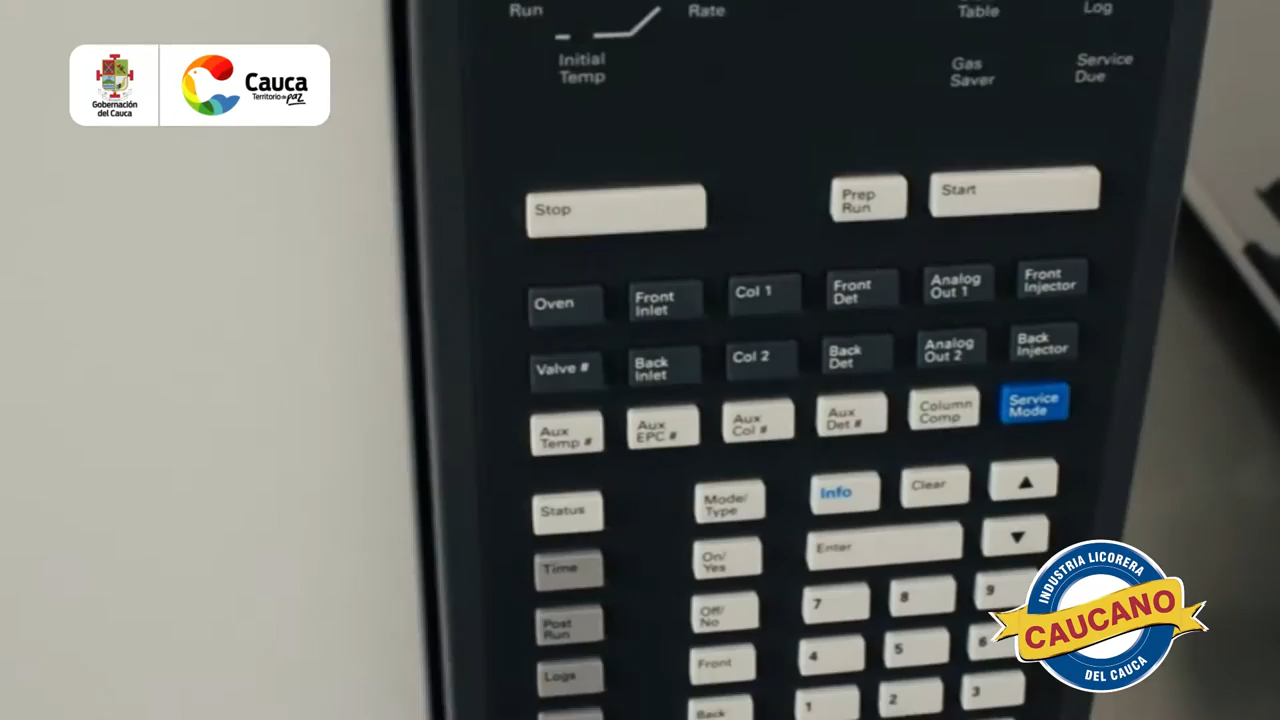 Run
Rate
Table
Log
Initial
Temp
Gas
Saver
Service
Due
Gobernación
del Cauca
Cauca
Territorio de paz
Stop
Prep
Run
Start
Oven
Front
Inlet
Col 1
Front
Det
Analog
Out 1
Front
Injector
Valve #
Back
Inlet
Col 2
Back
Det
Analog
Out 2
Back
Injector
Aux
Temp #
Aux
EPC #
Aux
Col #
Aux
Det #
Column
Comp
Service
Mode
Status
Mode/
Type
Info
Clear
▲
Time
On/
Yes
Enter
▼
Post
Run
Off/
No
7
8
9
Logs
Front
4
5
6
Back
1
2
3
INDUSTRIA LICORERA
CAUCANO
DEL CAUCA